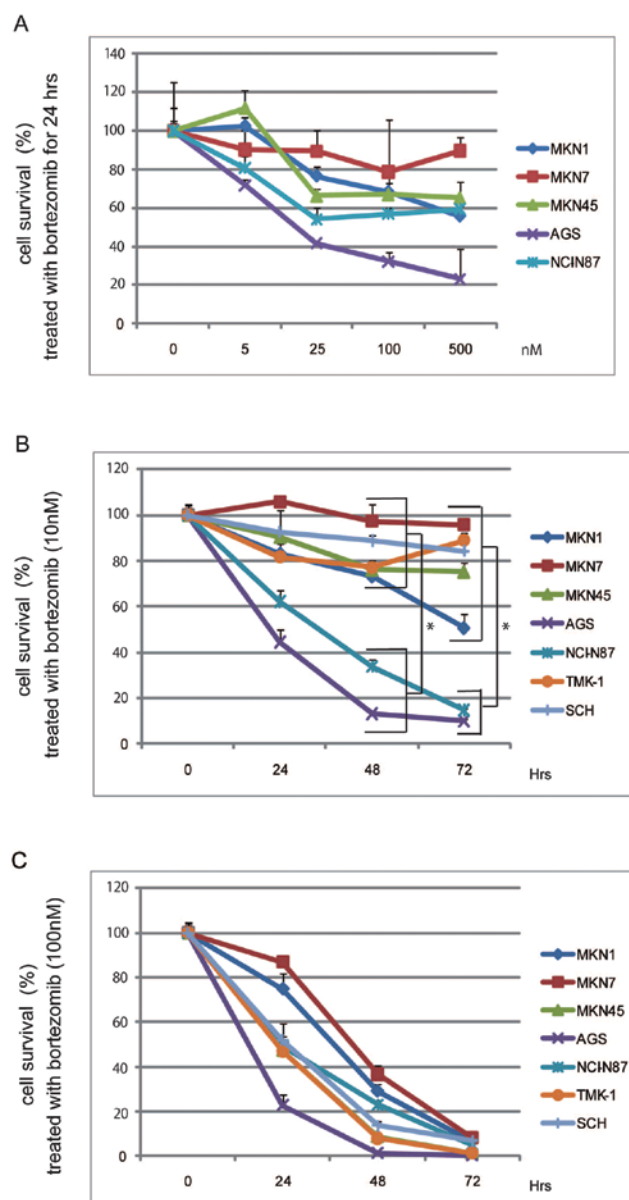 A
cell survival (%)
treated with bortezomib for 24 hrs
140
120
100
80
60
40
20
0
0 5 25 100 500 nM
MKN1
MKN7
MKN45
AGS
NCIN87
B
cell survival (%)
treated with bortezomib (10nM)
120
100
80
60
40
20
0
0 24 48 72 Hrs
* *
MKN1
MKN7
MKN45
AGS
NCIN87
TMK-1
SCH
C
cell survival (%)
treated with bortezomib (100nM)
120
100
80
60
40
20
0
0 24 48 72 Hrs
MKN1
MKN7
MKN45
AGS
NCIN87
TMK-1
SCH